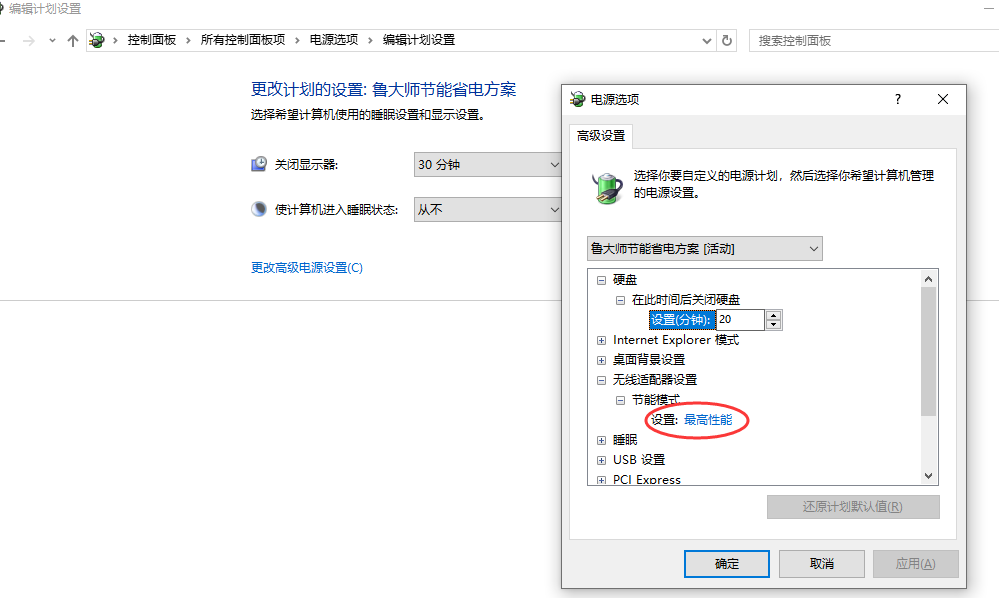 编辑计划设置
控制面板 > 所有控制面板项 > 电源选项 > 编辑计划设置
搜索控制面板
更改计划的设置: 鲁大师节能省电方案
选择希望计算机使用的睡眠设置和显示设置。
关闭显示器: 30 分钟
使计算机进入睡眠状态: 从不
更改高级电源设置(C)
电源选项
?
高级设置
选择你要自定义的电源计划，然后选择你希望计算机管理
的电源设置。
鲁大师节能省电方案 [活动]
硬盘
在此时间后关闭硬盘
设置(分钟): 20
Internet Explorer 模式
桌面背景设置
无线适配器设置
节能模式
设置: 最高性能
睡眠
USB 设置
PCI Express
还原计划默认值(R)
确定 取消 应用(A)